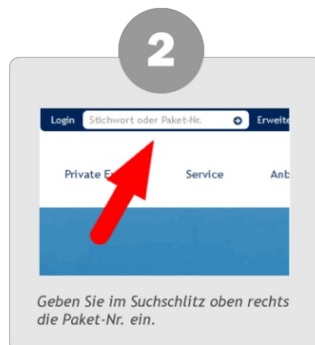 2
Login Stichwort oder Paket-Nr. Erweite
Private E Service Anb
Geben Sie im Suchschlitz oben rechts
die Paket-Nr. ein.